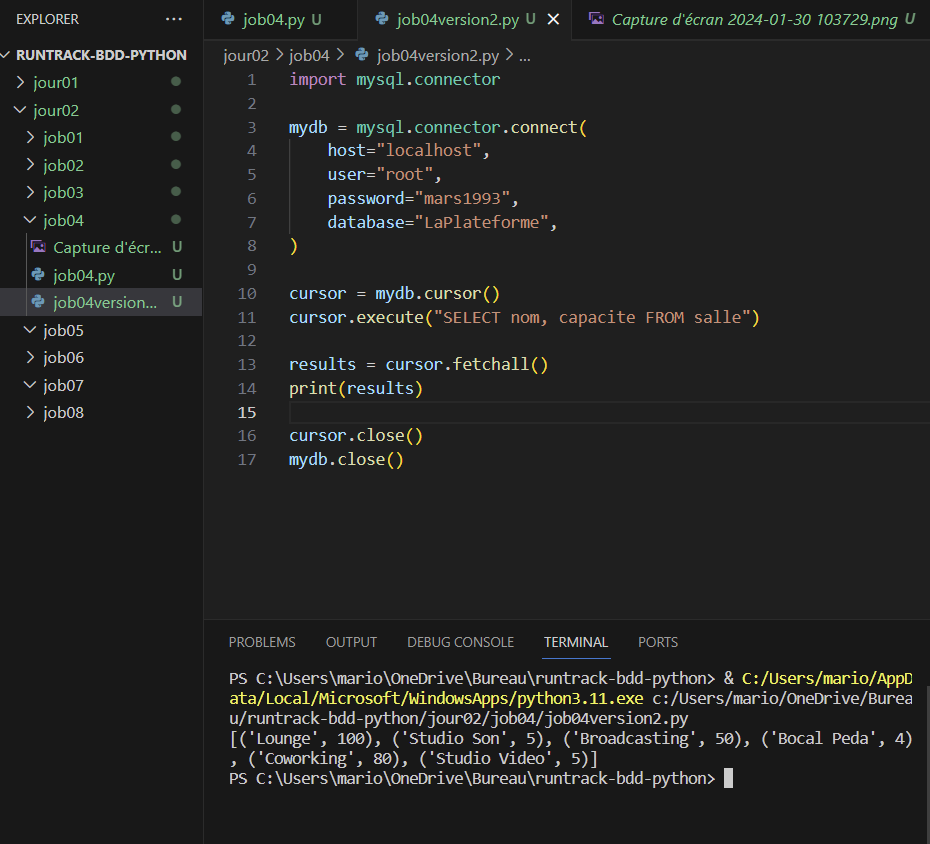 EXPLORER
···
RUNTRACK-BDD-PYTHON
jour01
jour02
job01
job02
job03
job04
Capture d'écr... U
job04.py U
job04version... U
job05
job06
job07
job08
job04.py U
job04version2.py U
Capture d'écran 2024-01-30 103729.png U
jour02 > job04 > job04version2.py > ...
1 import mysql.connector
2
3 mydb = mysql.connector.connect(
4     host="localhost",
5     user="root",
6     password="mars1993",
7     database="LaPlateforme",
8 )
9
10 cursor = mydb.cursor()
11 cursor.execute("SELECT nom, capacite FROM salle")
12
13 results = cursor.fetchall()
14 print(results)
15
16 cursor.close()
17 mydb.close()
PROBLEMS OUTPUT DEBUG CONSOLE TERMINAL PORTS
PS C:\Users\mario\OneDrive\Bureau\runtrack-bdd-python> & C:/Users/mario/AppD
ata/Local/Microsoft/WindowsApps/python3.11.exe c:/Users/mario/OneDrive/Burea
u/runtrack-bdd-python/jour02/job04/job04version2.py
[('Lounge', 100), ('Studio Son', 5), ('Broadcasting', 50), ('Bocal Peda', 4)
, ('Coworking', 80), ('Studio Video', 5)]
PS C:\Users\mario\OneDrive\Bureau\runtrack-bdd-python>